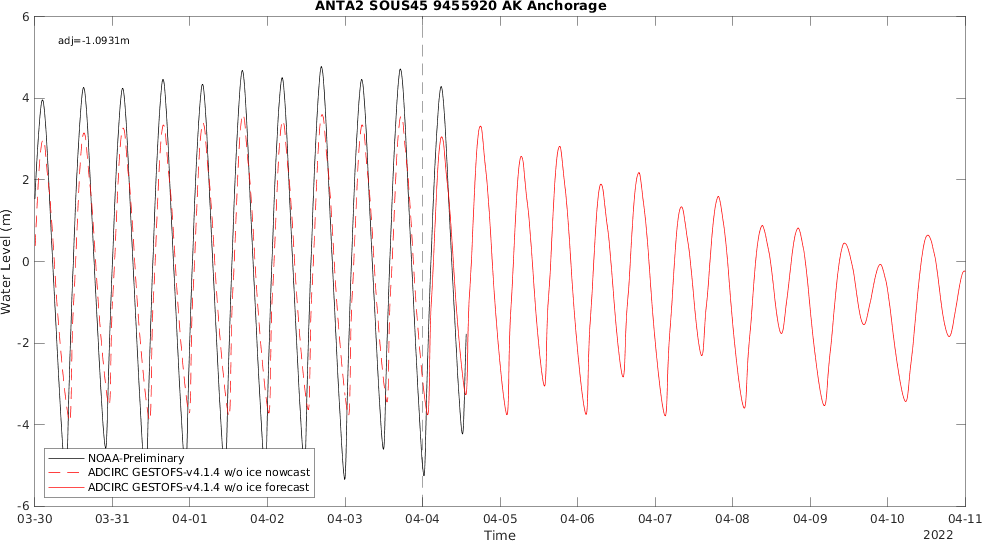 ANTA2 SOUS45 9455920 AK Anchorage
adj=-1.0931m
6
4
2
0
-2
-4
-6
Water Level (m)
NOAA-Preliminary
ADCIRC GESTOFS-v4.1.4 w/o ice nowcast
ADCIRC GESTOFS-v4.1.4 w/o ice forecast
03-30 03-31 04-01 04-02 04-03 04-04 04-05 04-06 04-07 04-08 04-09 04-10 04-11
Time
2022